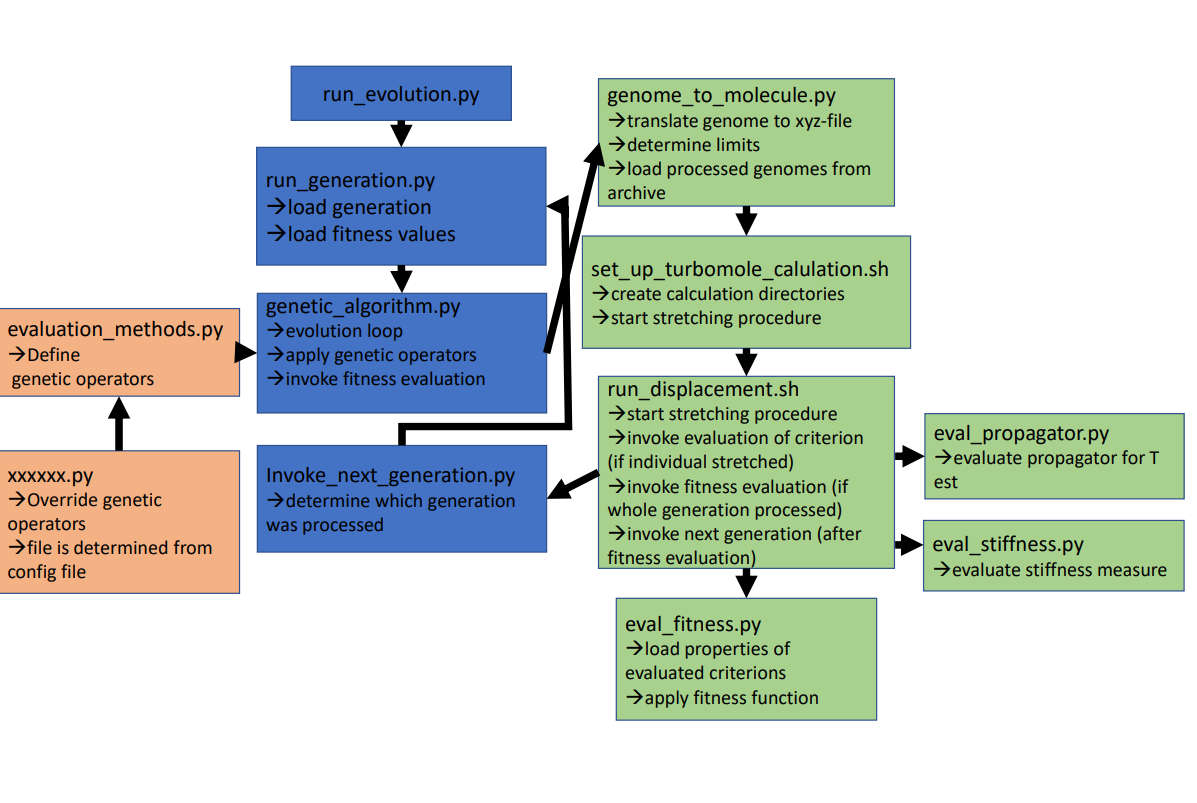 run_evolution.py
run_generation.py
→load generation
→load fitness values
genetic_algorithm.py
→evolution loop
→apply genetic operators
→invoke fitness evaluation
evaluation_methods.py
→Define
genetic operators
xxxxxx.py
→Override genetic
operators
→file is determined from
config file
Invoke_next_generation.py
→determine which generation
was processed
genome_to_molecule.py
→translate genome to xyz-file
→determine limits
→load processed genomes from
archive
set_up_turbomole_calulation.sh
→create calculation directories
→start stretching procedure
run_displacement.sh
→start stretching procedure
→invoke evaluation of criterion
(if individual stretched)
→invoke fitness evaluation (if
whole generation processed)
→invoke next generation (after
fitness evaluation)
eval_propagator.py
→evaluate propagator for T
est
eval_stiffness.py
→evaluate stiffness measure
eval_fitness.py
→load properties of
evaluated criterions
→apply fitness function